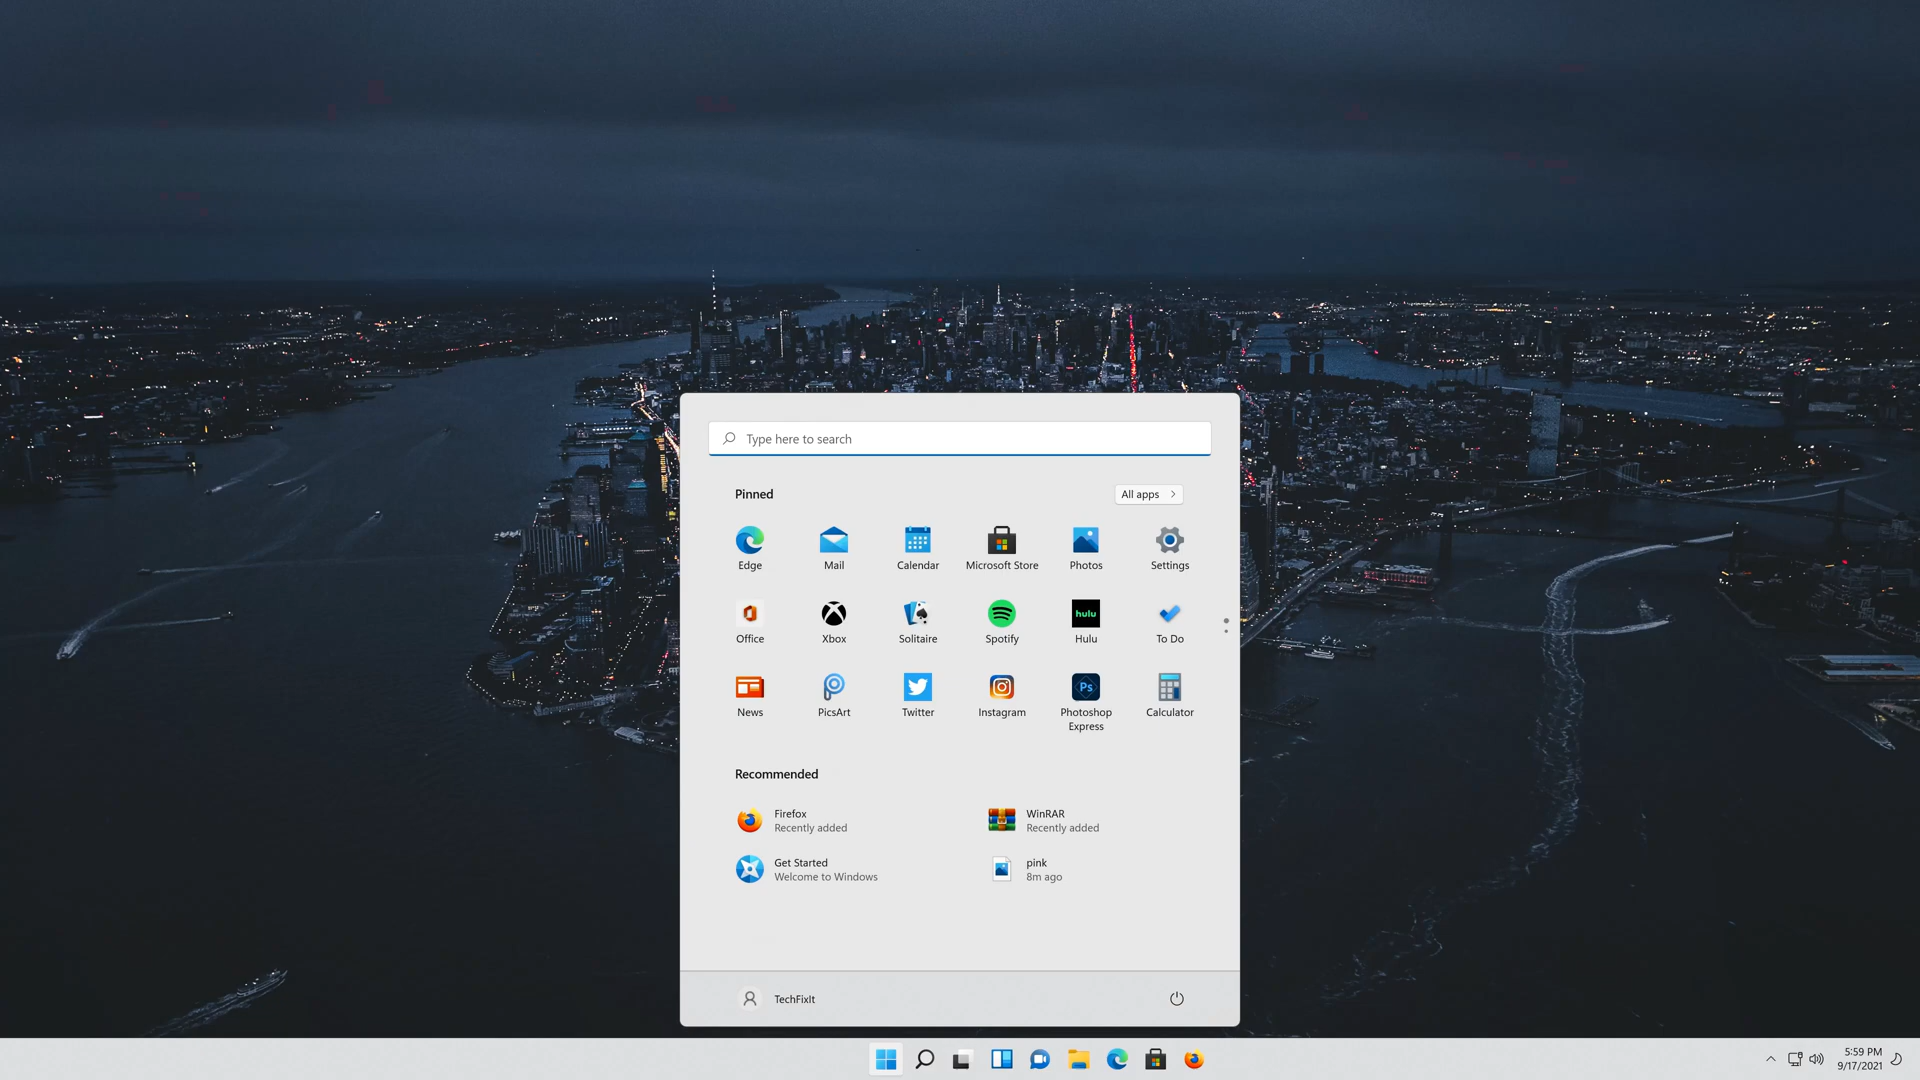 Type here to search
Pinned
All apps
Edge
Mail
Calendar
Microsoft Store
Photos
Settings
hulu
Office
Xbox
Solitaire
Spotify
Hulu
To Do
Ps
News
PicsArt
Twitter
Instagram
Photoshop
Express
Calculator
Recommended
Firefox
Recently added
WinRAR
Recently added
Get Started
Welcome to Windows
pink
8m ago
TechFixIt
5:59 PM
9/17/2021